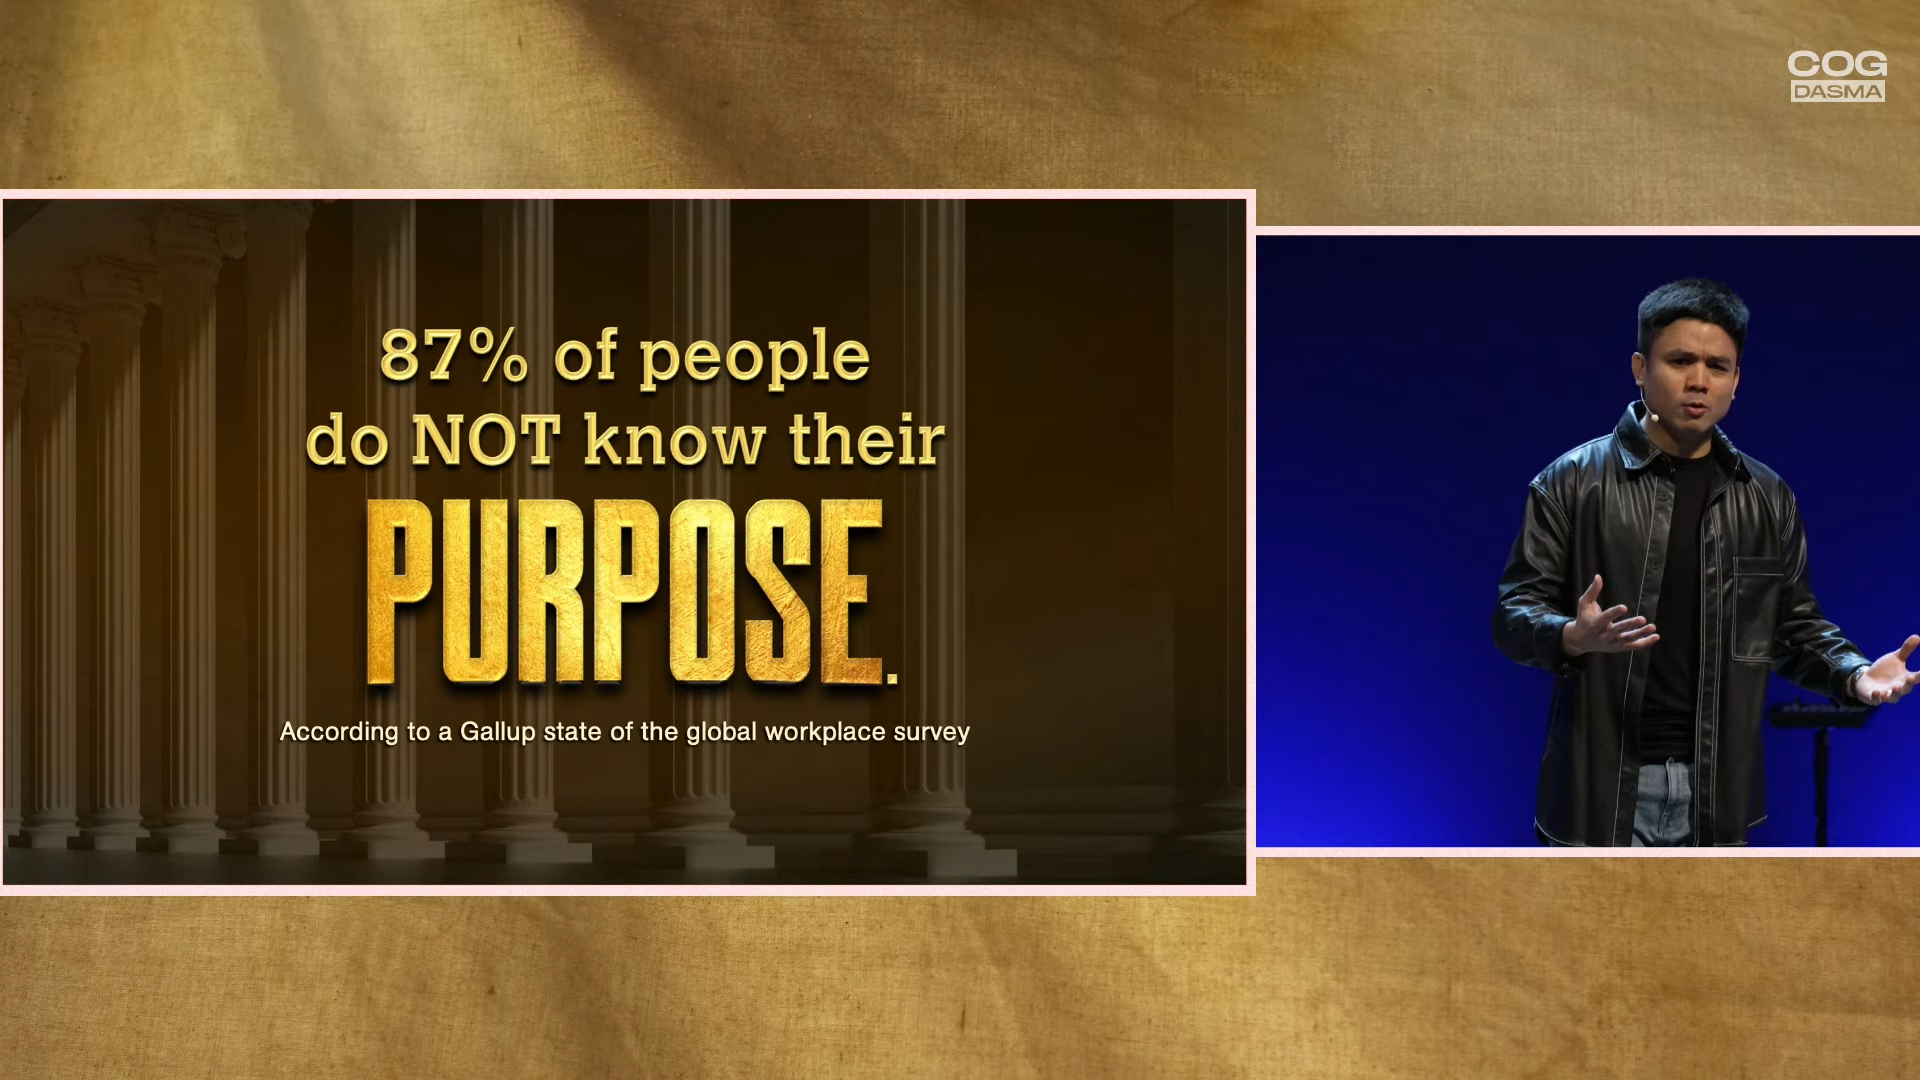 COG
DASMA
87% of people
do NOT know their
PURPOSE.
According to a Gallup state of the global workplace survey